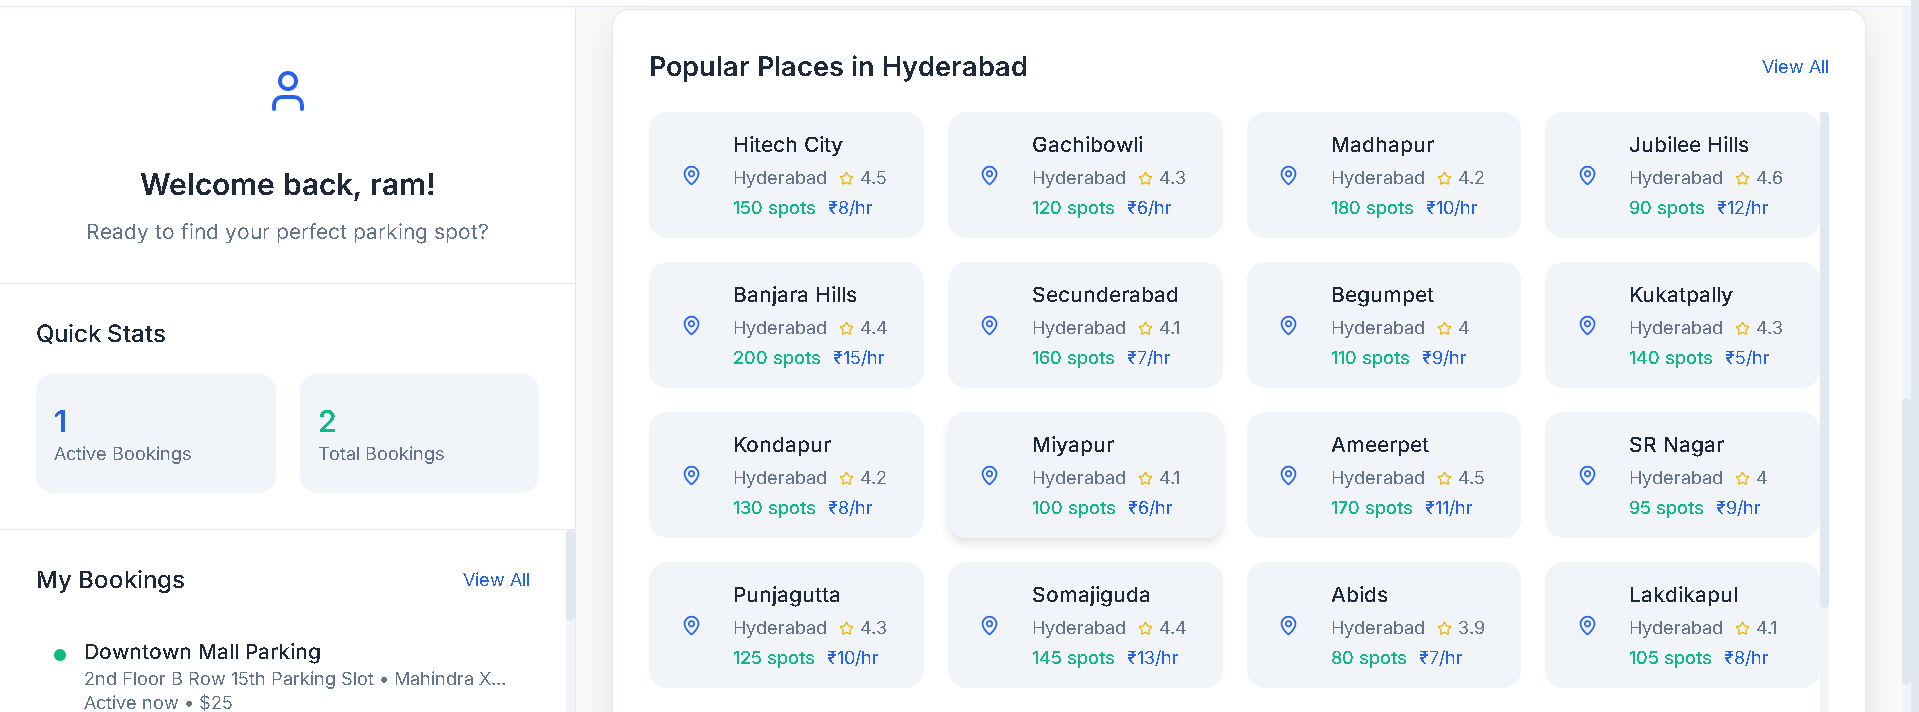 Welcome back, ram!
Ready to find your perfect parking spot?
Quick Stats
1
Active Bookings
2
Total Bookings
My Bookings
View All
Downtown Mall Parking
2nd Floor B Row 15th Parking Slot • Mahindra X...
Active now • $25
Popular Places in Hyderabad
View All
Hitech City
Hyderabad 4.5
150 spots ₹8/hr
Gachibowli
Hyderabad 4.3
120 spots ₹6/hr
Madhapur
Hyderabad 4.2
180 spots ₹10/hr
Jubilee Hills
Hyderabad 4.6
90 spots ₹12/hr
Banjara Hills
Hyderabad 4.4
200 spots ₹15/hr
Secunderabad
Hyderabad 4.1
160 spots ₹7/hr
Begumpet
Hyderabad 4
110 spots ₹9/hr
Kukatpally
Hyderabad 4.3
140 spots ₹5/hr
Kondapur
Hyderabad 4.2
130 spots ₹8/hr
Miyapur
Hyderabad 4.1
100 spots ₹6/hr
Ameerpet
Hyderabad 4.5
170 spots ₹11/hr
SR Nagar
Hyderabad 4
95 spots ₹9/hr
Punjagutta
Hyderabad 4.3
125 spots ₹10/hr
Somajiguda
Hyderabad 4.4
145 spots ₹13/hr
Abids
Hyderabad 3.9
80 spots ₹7/hr
Lakdikapul
Hyderabad 4.1
105 spots ₹8/hr